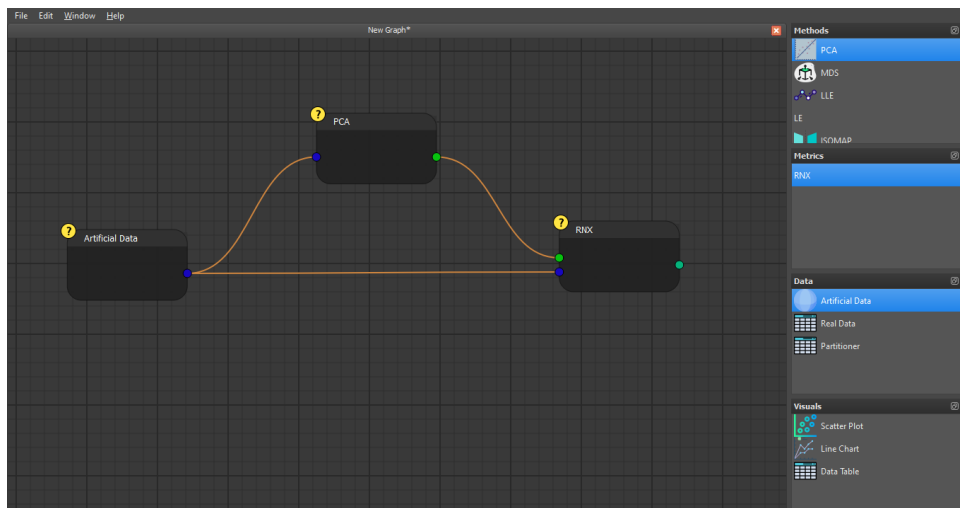 File Edit Window Help
New Graph*
PCA
?
Artificial Data
?
RNX
?
Methods
PCA
MDS
LLE
LE
ISOMAP
Metrics
RNX
Data
Artificial Data
Real Data
Partitioner
Visuals
Scatter Plot
Line Chart
Data Table